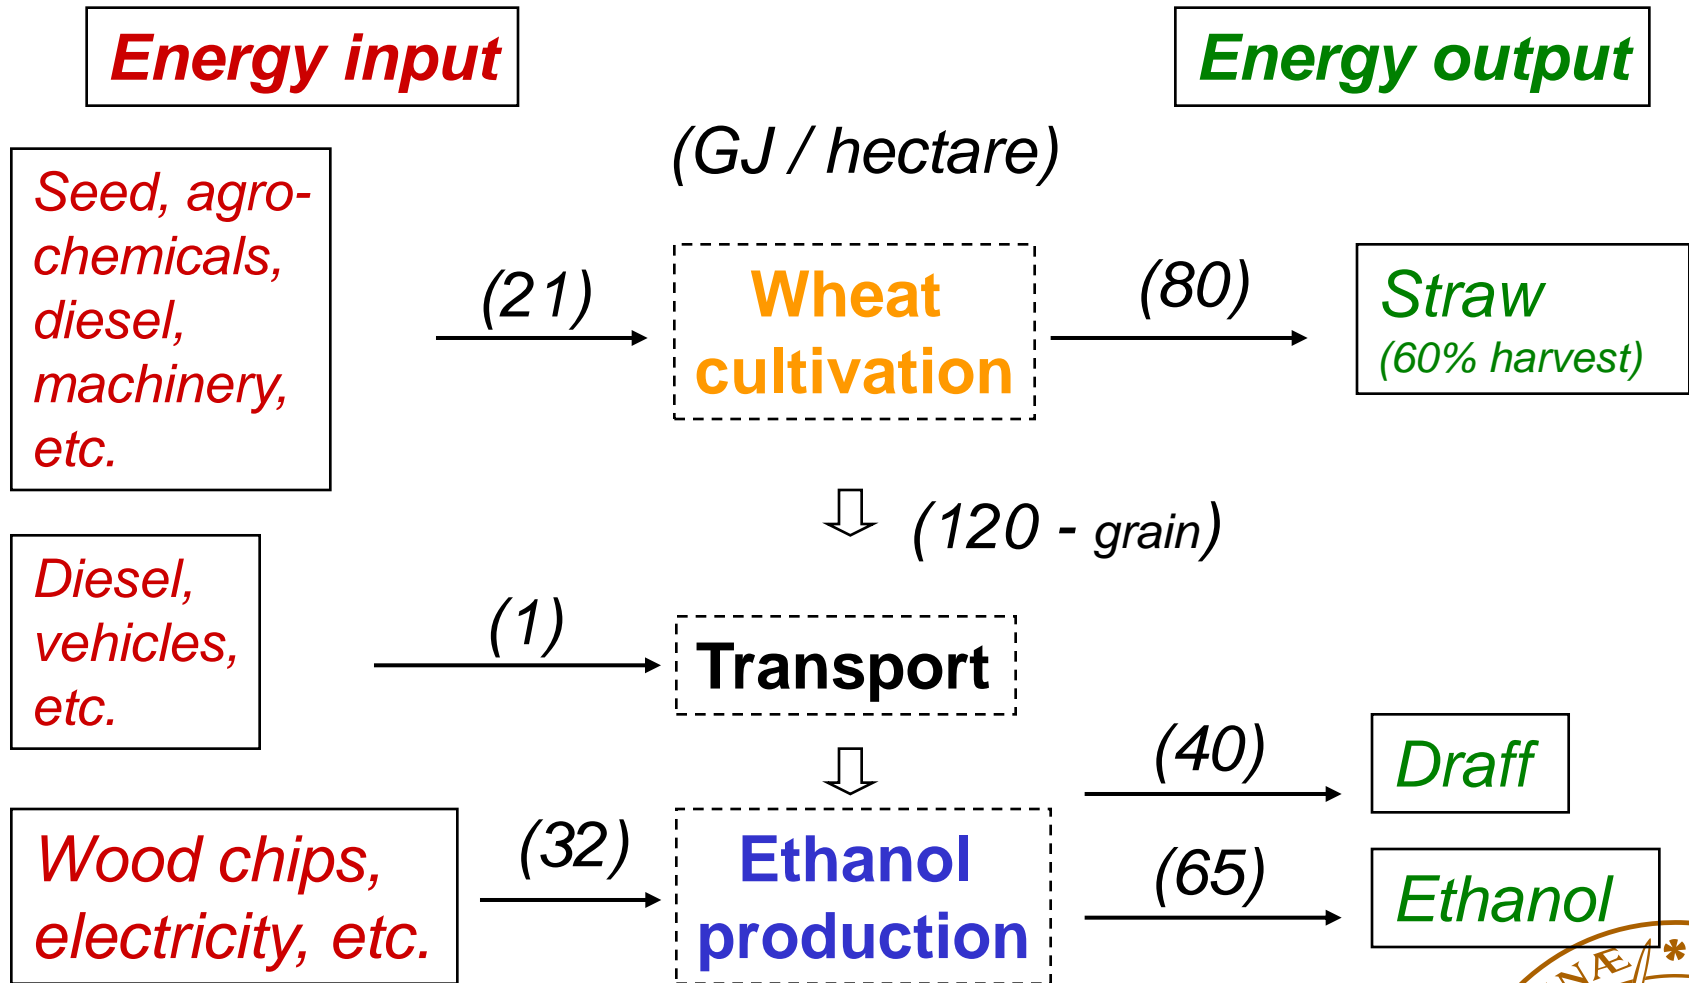 Energy input
Energy output
(GJ / hectare)
Seed, agro-
chemicals,
diesel,
machinery,
etc.
(21)
Wheat
cultivation
(80)
Straw
(60% harvest)
(120 - grain)
Diesel,
vehicles,
etc.
(1)
Transport
Wood chips,
electricity, etc.
(32)
Ethanol
production
(40)
Draff
(65)
Ethanol
NÆ *